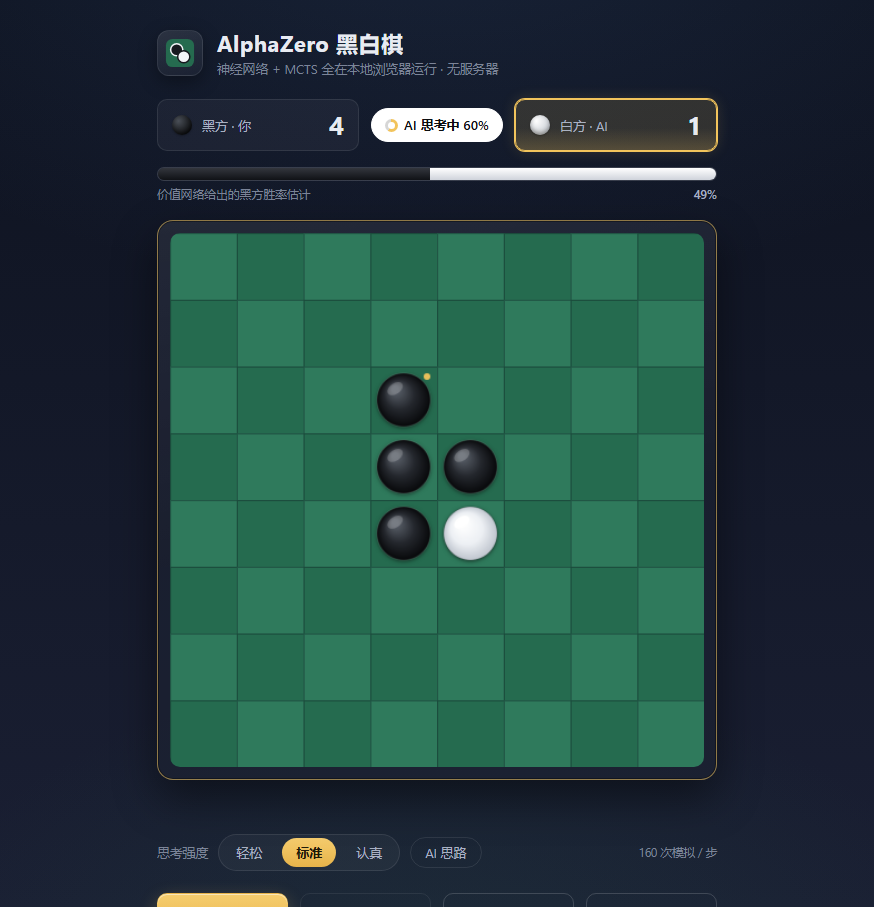 AlphaZero 黑白棋
神经网络 + MCTS 全在本地浏览器运行 · 无服务器
黑方 · 你 4
AI 思考中 60%
白方 · AI 1
价值网络给出的黑方胜率估计 49%
思考强度 轻松 标准 认真 AI 思路 160 次模拟 / 步